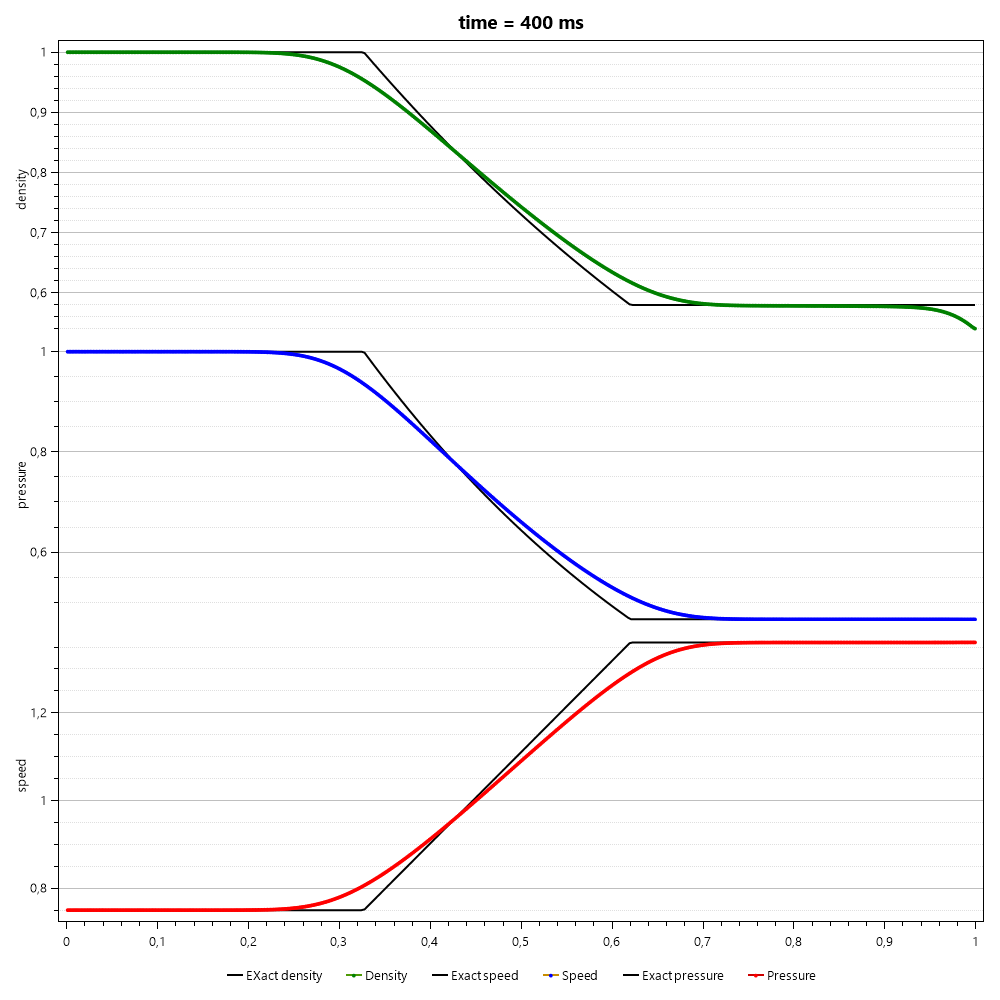 time = 400 ms
1
0,9
0,8
0,7
0,6
density
1
0,8
0,6
pressure
1,2
1
0,8
speed
0 0,1 0,2 0,3 0,4 0,5 0,6 0,7 0,8 0,9 1
EXact density Density Exact speed Speed Exact pressure Pressure